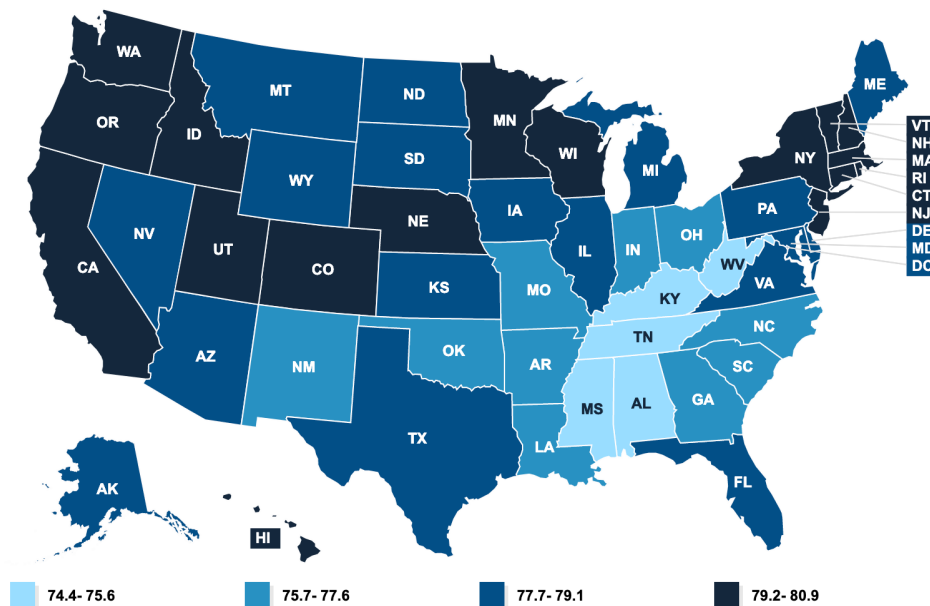 WA
ME
MT
ND
VT
OR
MN
NH
ID
WI
NY
MA
SD
MI
RI
WY
CT
IA
PA
NJ
NE
DE
NV
OH
IL
IN
MD
UT
CO
WV
DC
CA
VA
KS
MO
KY
NC
TN
AZ
OK
AR
SC
NM
GA
MS
AL
TX
LA
FL
AK
HI
74.4- 75.6
75.7- 77.6
77.7- 79.1
79.2- 80.9